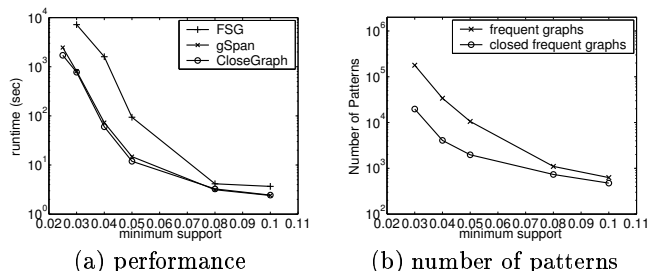 10^4
10^3
10^2
10^1
10^0
runtime (sec)
FSG
gSpan
CloseGraph
0.02 0.03 0.04 0.05 0.06 0.07 0.08 0.09 0.1 0.11
minimum support
(a) performance
10^6
10^5
10^4
10^3
10^2
Number of Patterns
frequent graphs
closed frequent graphs
0.02 0.03 0.04 0.05 0.06 0.07 0.08 0.09 0.1 0.11
minimum support
(b) number of patterns